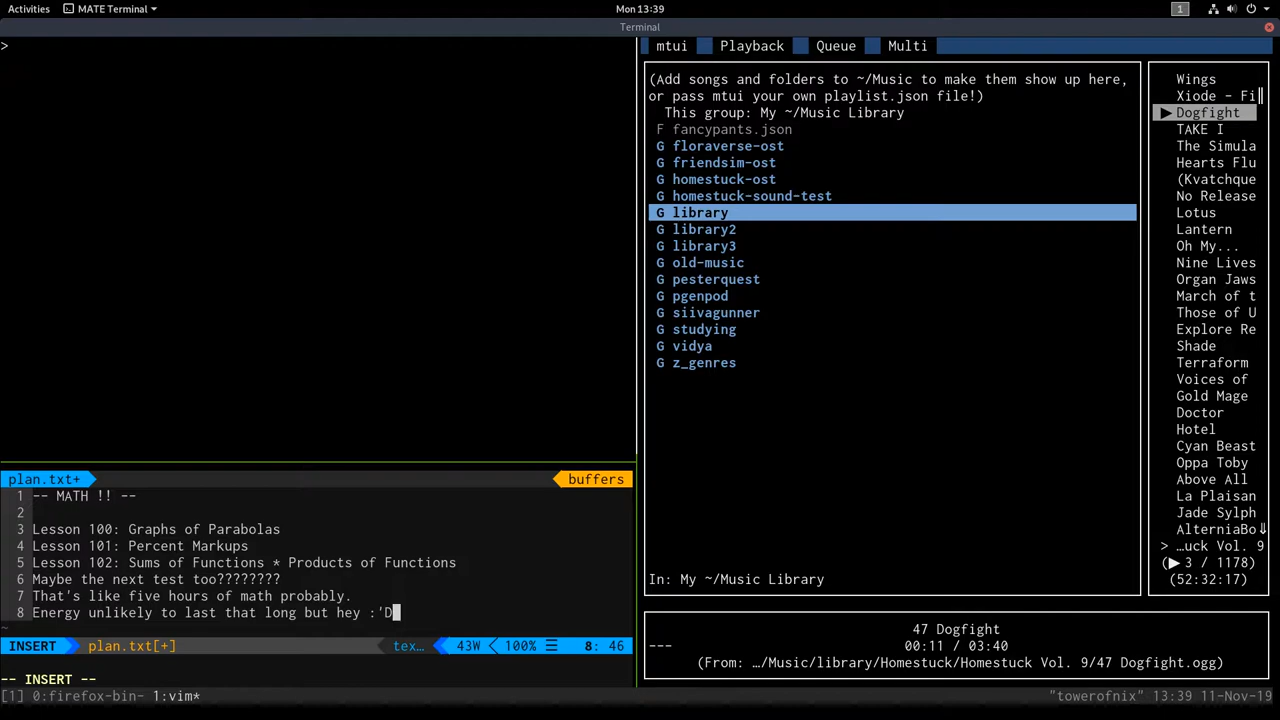 Activities MATE Terminal Mon 13:39 1
Terminal
>
mtui Playback Queue Multi
(Add songs and folders to ~/Music to make them show up here,
or pass mtui your own playlist.json file!)
This group: My ~/Music Library
F fancypants.json
G floraverse-ost
G friendsim-ost
G homestuck-ost
G homestuck-sound-test
G library
G library2
G library3
G old-music
G pesterquest
G pgenpod
G siivagunner
G studying
G vidya
G z_genres
In: My ~/Music Library
Wings
Xiode - Fi
▶ Dogfight
TAKE I
The Simula
Hearts Flu
(Kvatchque
No Release
Lotus
Lantern
Oh My...
Nine Lives
Organ Jaws
March of t
Those of U
Explore Re
Shade
Terraform
Voices of
Gold Mage
Doctor
Hotel
Cyan Beast
Oppa Toby
Above All
La Plaisan
Jade Sylph
AlterniaBo⇓
> …uck Vol. 9
(▶ 3 / 1178)
(52:32:17)
47 Dogfight
--- 00:11 / 03:40
(From: …/Music/library/Homestuck/Homestuck Vol. 9/47 Dogfight.ogg)
plan.txt+ buffers
1 -- MATH !! --
2
3 Lesson 100: Graphs of Parabolas
4 Lesson 101: Percent Markups
5 Lesson 102: Sums of Functions * Products of Functions
6 Maybe the next test too????????
7 That's like five hours of math probably.
8 Energy unlikely to last that long but hey :'D
~
INSERT plan.txt[+] tex… 43W 100% ☰ 8: 46
-- INSERT --
[1] 0:firefox-bin- 1:vim* "towerofnix" 13:39 11-Nov-19